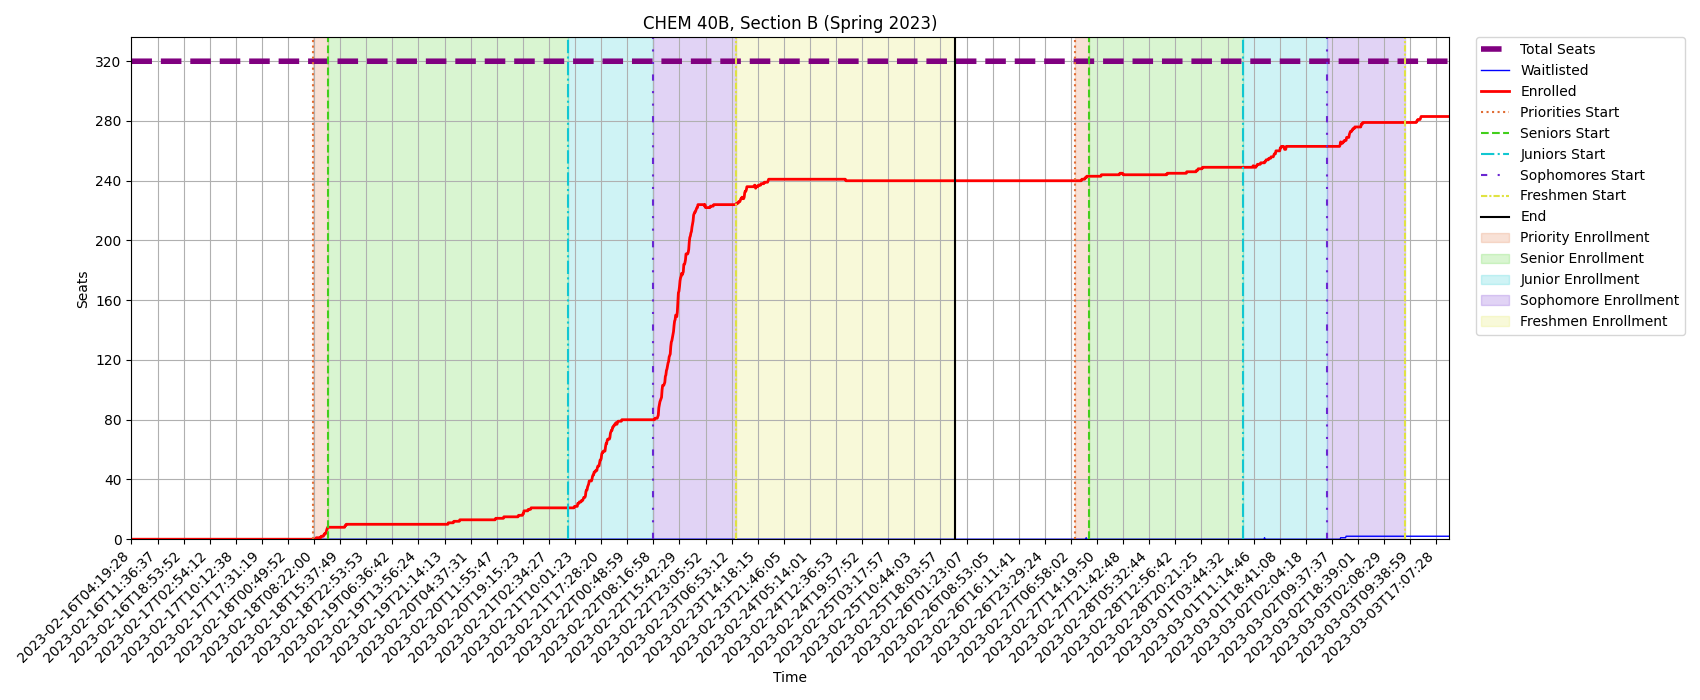 CHEM 40B, Section B (Spring 2023)
Seats
320
280
240
200
160
120
80
40
0
2023-02-16T04:19:28
2023-02-16T11:36:37
2023-02-16T18:53:52
2023-02-17T02:54:12
2023-02-17T10:12:38
2023-02-17T17:31:19
2023-02-18T00:49:52
2023-02-18T08:22:00
2023-02-18T15:37:49
2023-02-18T22:53:53
2023-02-19T06:36:42
2023-02-19T13:56:24
2023-02-19T21:14:13
2023-02-20T04:37:31
2023-02-20T11:55:47
2023-02-20T19:15:23
2023-02-21T02:34:27
2023-02-21T10:01:23
2023-02-21T17:28:20
2023-02-22T00:48:59
2023-02-22T08:16:58
2023-02-22T15:42:29
2023-02-22T23:05:52
2023-02-23T06:53:12
2023-02-23T14:18:15
2023-02-23T21:46:05
2023-02-24T05:14:01
2023-02-24T12:36:53
2023-02-24T19:57:52
2023-02-25T03:17:57
2023-02-25T10:44:03
2023-02-25T18:03:57
2023-02-26T01:23:07
2023-02-26T08:53:05
2023-02-26T16:11:41
2023-02-26T23:29:24
2023-02-27T06:58:02
2023-02-27T14:19:50
2023-02-27T21:42:48
2023-02-28T05:32:44
2023-02-28T12:56:42
2023-02-28T20:21:25
2023-03-01T03:44:32
2023-03-01T11:14:46
2023-03-01T18:41:08
2023-03-02T02:04:18
2023-03-02T09:37:37
2023-03-02T18:39:01
2023-03-03T02:08:29
2023-03-03T09:38:59
2023-03-03T17:07:28
Time
Total Seats
Waitlisted
Enrolled
Priorities Start
Seniors Start
Juniors Start
Sophomores Start
Freshmen Start
End
Priority Enrollment
Senior Enrollment
Junior Enrollment
Sophomore Enrollment
Freshmen Enrollment